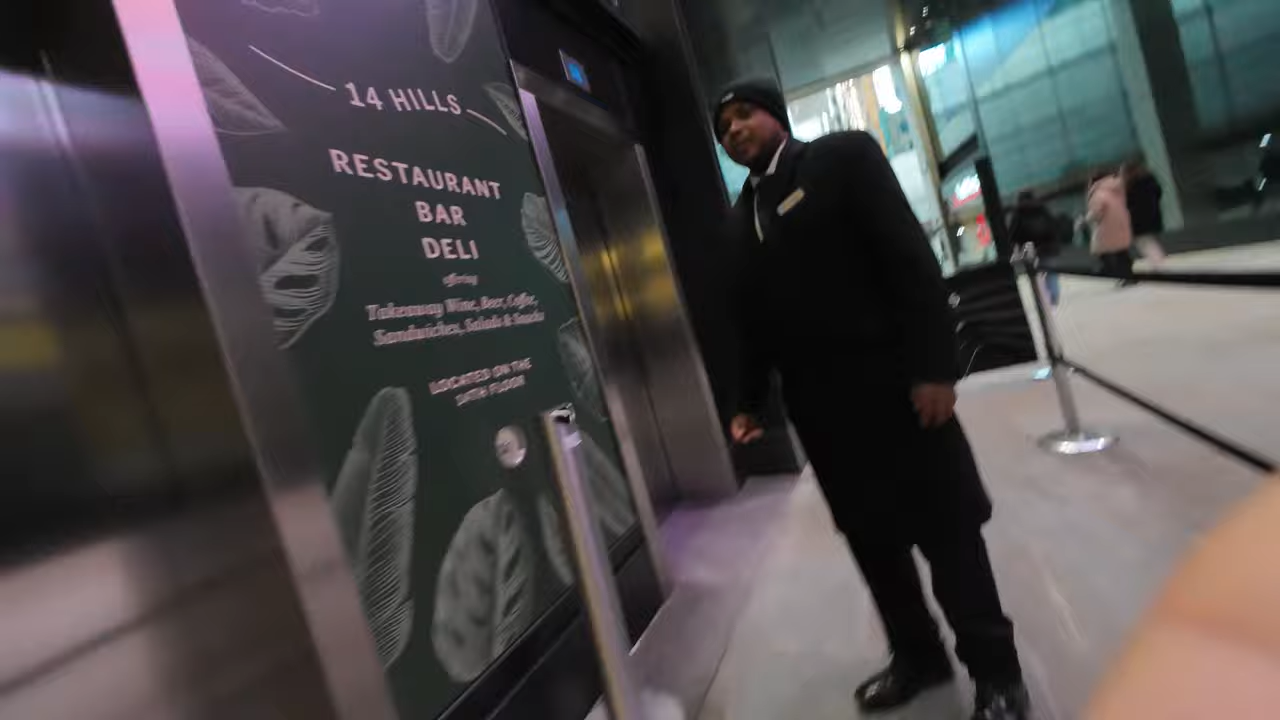 14 HILLS
RESTAURANT
BAR
DELI
offering
Takeaway Wine, Beer, Coffee,
Sandwiches, Salads & Snacks
LOCATED ON THE
14TH FLOOR